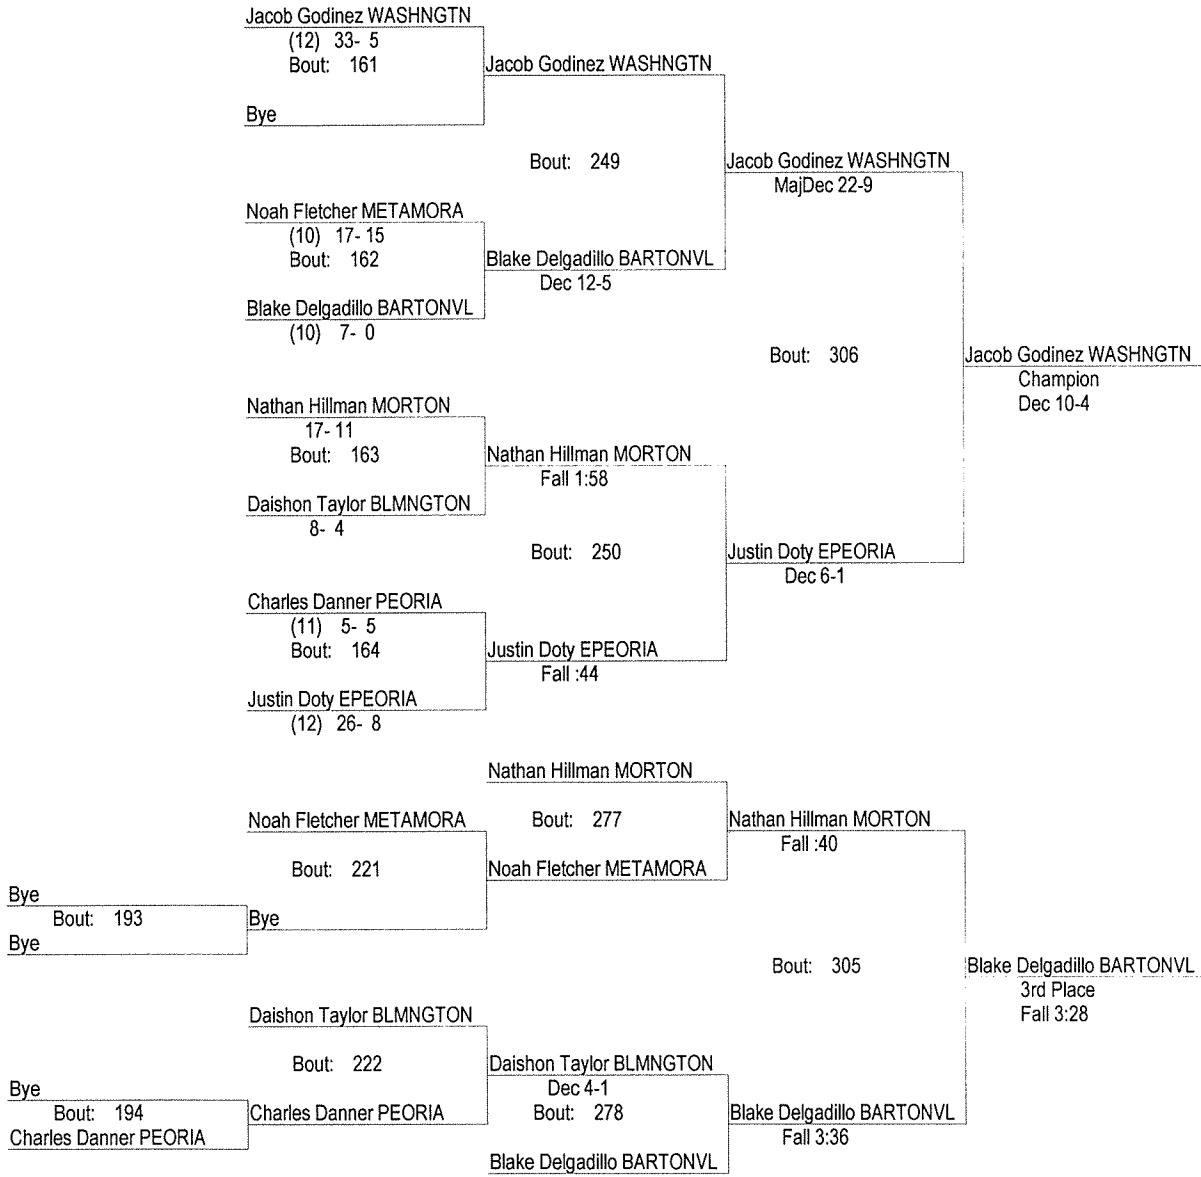 Jacob Godinez WASHNGTN
(12) 33- 5
Bout: 161
Jacob Godinez WASHNGTN
Bye
Bout: 249
Jacob Godinez WASHNGTN
MajDec 22-9
Noah Fletcher METAMORA
(10) 17- 15
Bout: 162
Blake Delgadillo BARTONVL
Dec 12-5
Blake Delgadillo BARTONVL
(10) 7- 0
Bout: 306
Jacob Godinez WASHNGTN
Champion
Dec 10-4
Nathan Hillman MORTON
17- 11
Bout: 163
Nathan Hillman MORTON
Fall 1:58
Daishon Taylor BLMNGTON
8- 4
Bout: 250
Justin Doty EPEORIA
Dec 6-1
Charles Danner PEORIA
(11) 5- 5
Bout: 164
Justin Doty EPEORIA
Fall :44
Justin Doty EPEORIA
(12) 26- 8
Nathan Hillman MORTON
Noah Fletcher METAMORA
Bout: 277
Nathan Hillman MORTON
Fall :40
Bout: 221
Noah Fletcher METAMORA
Bye
Bout: 193
Bye
Bye
Bout: 305
Blake Delgadillo BARTONVL
3rd Place
Fall 3:28
Daishon Taylor BLMNGTON
Bout: 222
Daishon Taylor BLMNGTON
Dec 4-1
Bye
Bout: 194
Charles Danner PEORIA
Bout: 278
Blake Delgadillo BARTONVL
Fall 3:36
Charles Danner PEORIA
Blake Delgadillo BARTONVL